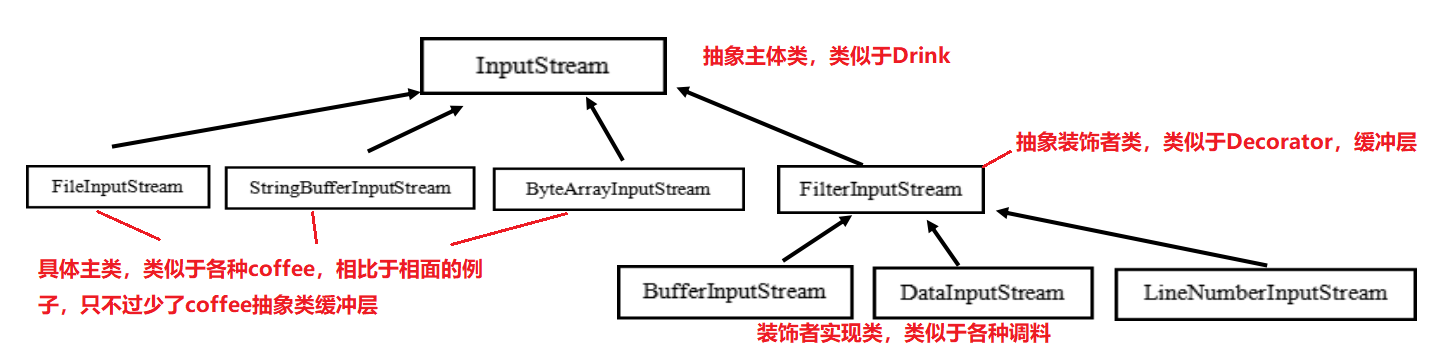 InputStream
抽象主体类，类似于Drink
抽象装饰者类，类似于Decorator，缓冲层
FileInputStream
StringBufferInputStream
ByteArrayInputStream
FilterInputStream
具体主类，类似于各种coffee，相比于相面的例
子，只不过少了coffee抽象类缓冲层
BufferInputStream
DataInputStream
LineNumberInputStream
装饰者实现类，类似于各种调料